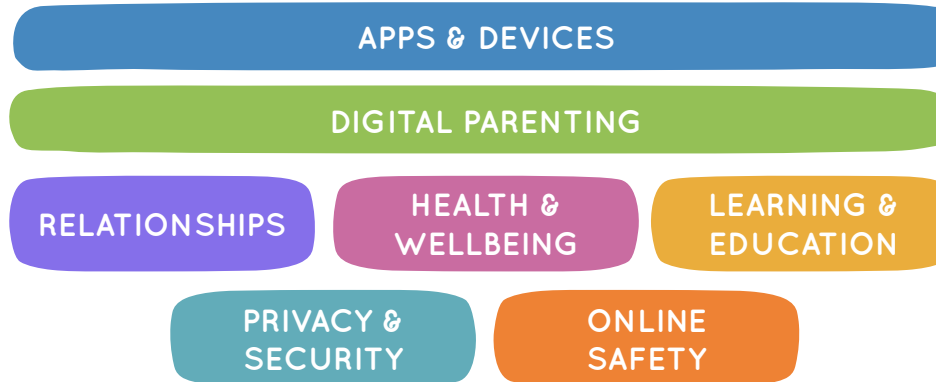 APPS & DEVICES
DIGITAL PARENTING
RELATIONSHIPS
HEALTH &
WELLBEING
LEARNING &
EDUCATION
PRIVACY &
SECURITY
ONLINE
SAFETY